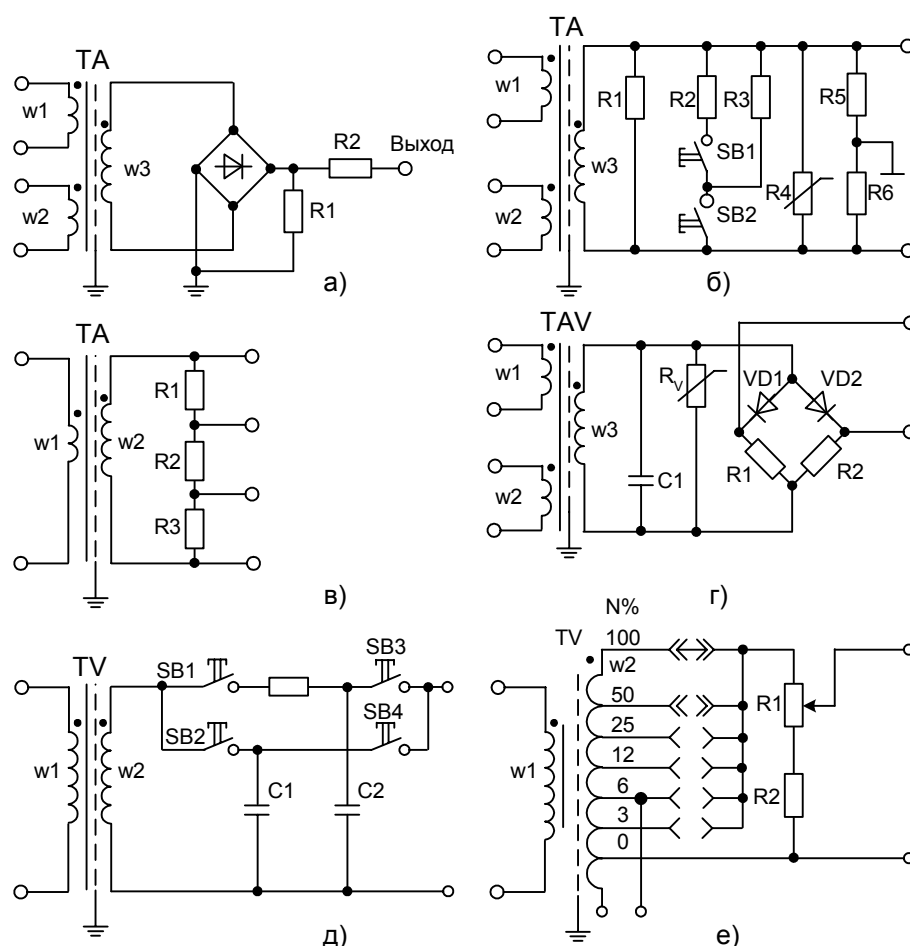 TA
w1
w2
w3
R2
Выход
R1
а)
TA
w1
w2
w3
R1
R2
R3
SB1
SB2
R4
R5
R6
б)
TA
w1
w2
R1
R2
R3
в)
TAV
w1
w2
w3
C1
RV
VD1
VD2
R1
R2
г)
TV
w1
w2
SB1
SB2
SB3
SB4
C1
C2
д)
N%
TV
w1
w2
100
50
25
12
6
3
0
R1
R2
е)